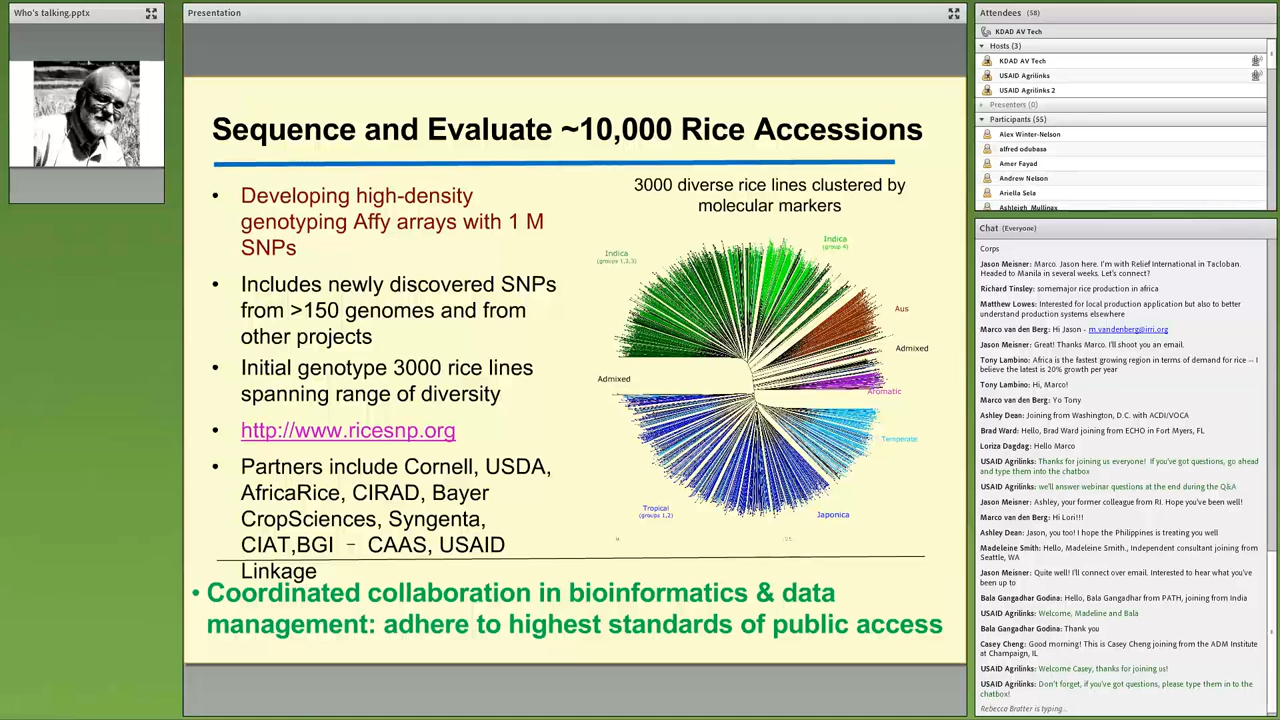 Who's talking.pptx
Presentation
Sequence and Evaluate ~10,000 Rice Accessions
• Developing high-density
genotyping Affy arrays with 1 M
SNPs
• Includes newly discovered SNPs
from >150 genomes and from
other projects
• Initial genotype 3000 rice lines
spanning range of diversity
• http://www.ricesnp.org
• Partners include Cornell, USDA,
AfricaRice, CIRAD, Bayer
CropSciences, Syngenta,
CIAT,BGI – CAAS, USAID
Linkage
3000 diverse rice lines clustered by
molecular markers
Indica
(groups 1,2,3)
Indica
(group 4)
Aus
Admixed
Admixed
Aromatic
Temperate
Tropical
(groups 1,2)
Japonica
• Coordinated collaboration in bioinformatics & data
management: adhere to highest standards of public access
Attendees (58)
KDAD AV Tech
Hosts (3)
KDAD AV Tech
USAID Agrilinks
USAID Agrilinks 2
Presenters (0)
Participants (55)
Alex Winter-Nelson
alfred odubasa
Amer Fayad
Andrew Nelson
Ariella Sela
Ashleigh Mullinax
Chat (Everyone)
Corps
Jason Meisner: Marco. Jason here. I'm with Relief International in Tacloban.
Headed to Manila in several weeks. Let's connect?
Richard Tinsley: somemajor rice production in africa
Matthew Lowes: Interested for local production application but also to better
understand production systems elsewhere
Marco van den Berg: Hi Jason - m.vandenberg@irri.org
Jason Meisner: Great! Thanks Marco. I'll shoot you an email.
Tony Lambino: Africa is the fastest growing region in terms of demand for rice -- I
believe the latest is 20% growth per year
Tony Lambino: Hi, Marco!
Marco van den Berg: Yo Tony
Ashley Dean: Joining from Washington, D.C. with ACDI/VOCA
Brad Ward: Hello, Brad Ward joining from ECHO in Fort Myers, FL
Loriza Dagdag: Hello Marco
USAID Agrilinks: Thanks for joining us everyone! If you've got questions, go ahead
and type them into the chatbox
USAID Agrilinks: we'll answer webinar questions at the end during the Q&A
Jason Meisner: Ashley, your former colleague from RI. Hope you've been well!
Marco van den Berg: Hi Lori!!!
Ashley Dean: Jason, you too! I hope the Philippines is treating you well
Madeleine Smith: Hello, Madeleine Smith., Independent consultant joining from
Seattle, WA
Jason Meisner: Quite well! I'll connect over email. Interested to hear what you've
been up to
Bala Gangadhar Godina: Hello, Bala Gangadhar from PATH, joining from India
USAID Agrilinks: Welcome, Madeline and Bala
Bala Gangadhar Godina: Thank you
Casey Cheng: Good morning! This is Casey Cheng joining from the ADM Institute
at Champaign, IL
USAID Agrilinks: Welcome Casey, thanks for joining us!
USAID Agrilinks: Don't forget, if you've got questions, please type them in to the
chatbox!
Rebecca Bratter is typing...